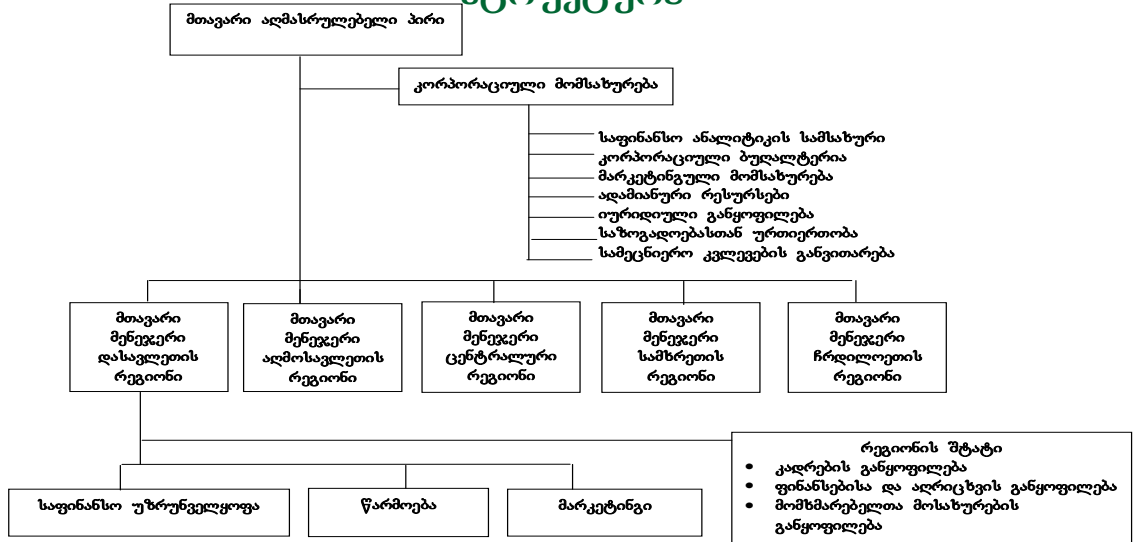 სტრუქტურა
მთავარი აღმასრულებელი პირი
კორპორაციული მომსახურება
საფინანსო ანალიტიკის სამსახური
კორპორაციული ბუღალტერია
მარკეტინგული მომსახურება
ადამიანური რესურსები
იურიდიული განყოფილება
საზოგადოებასთან ურთიერთობა
სამეცნიერო კვლევების განვითარება
მთავარი
მენეჯერი
დასავლეთის
რეგიონი
მთავარი
მენეჯერი
აღმოსავლეთის
რეგიონი
მთავარი
მენეჯერი
ცენტრალური
რეგიონი
მთავარი
მენეჯერი
სამხრეთის
რეგიონი
მთავარი
მენეჯერი
ჩრდილოეთის
რეგიონი
რეგიონის შტატი
• კადრების განყოფილება
• ფინანსებისა და აღრიცხვის განყოფილება
• მომხმარებელთა მოსახურების
განყოფილება
საფინანსო უზრუნველყოფა
წარმოება
მარკეტინგი